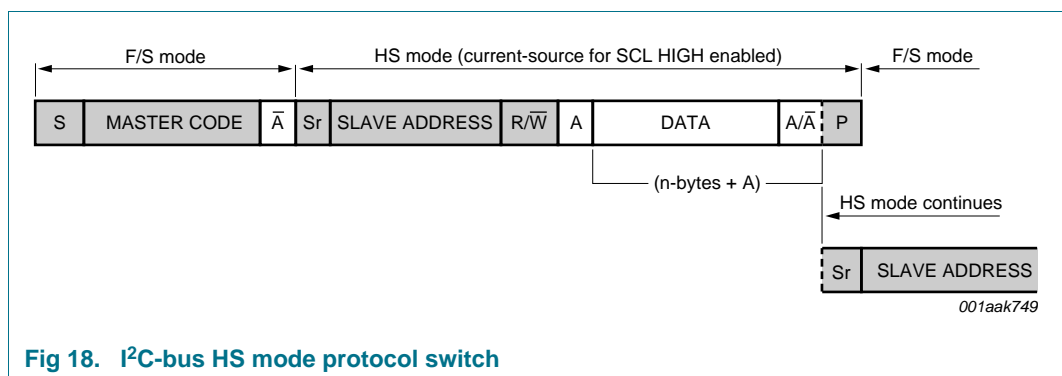 F/S mode HS mode (current-source for SCL HIGH enabled) F/S mode
S MASTER CODE A̅ Sr SLAVE ADDRESS R/W̅ A DATA A/A̅ P
(n-bytes + A)
HS mode continues
Sr SLAVE ADDRESS
001aak749
Fig 18. I²C-bus HS mode protocol switch